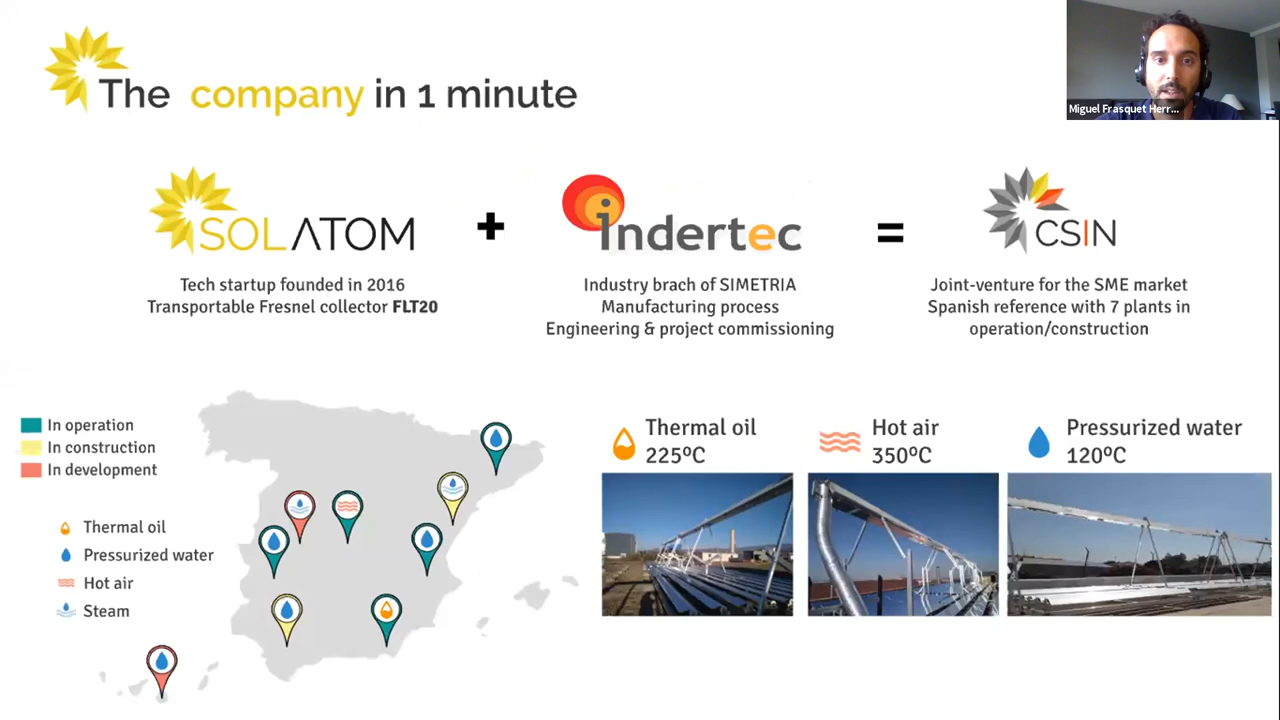 The company in 1 minute
Miguel Frasquet Herr...
SOLATOM
+
indertec
=
CSIN
Tech startup founded in 2016
Transportable Fresnel collector FLT20
Industry brach of SIMETRIA
Manufacturing process
Engineering & project commissioning
Joint-venture for the SME market
Spanish reference with 7 plants in
operation/construction
In operation
In construction
In development
Thermal oil
Pressurized water
Hot air
Steam
Thermal oil
225ºC
Hot air
350ºC
Pressurized water
120ºC